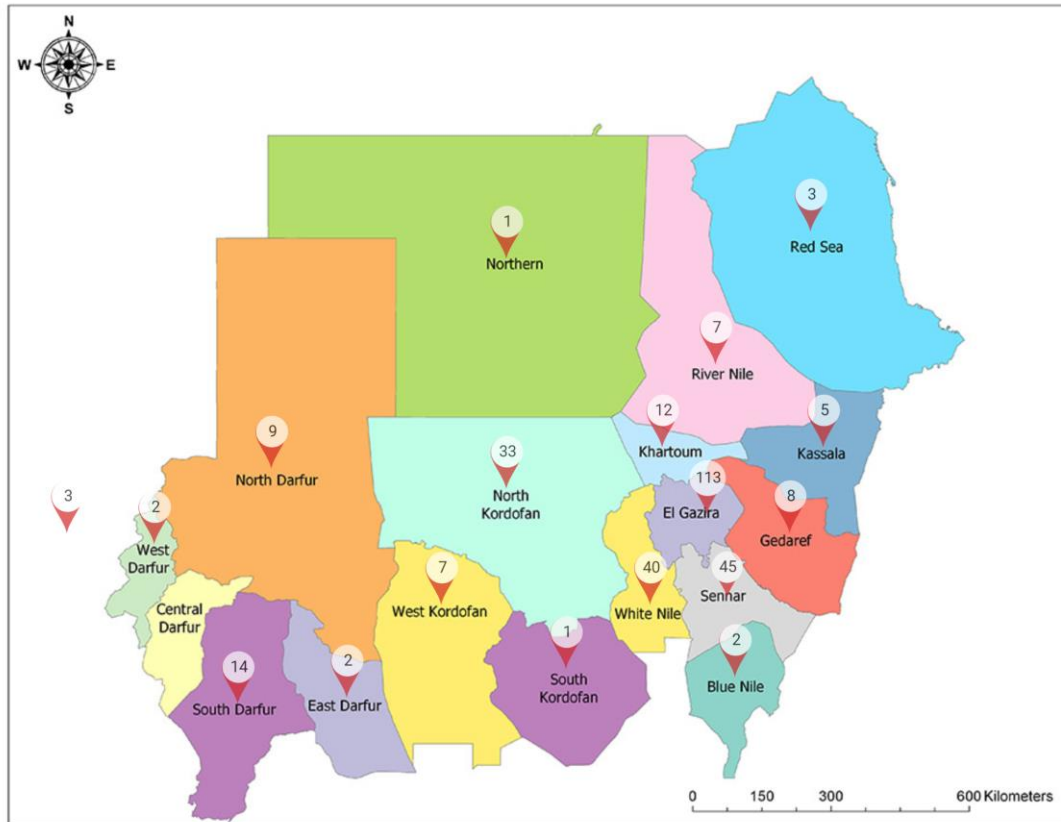 N
W E
S
3
Red Sea
1
Northern
7
River Nile
12
Khartoum
5
Kassala
9
North Darfur
33
North
Kordofan
113
El Gazira
8
Gedaref
3
2
West
Darfur
Central
Darfur
7
West Kordofan
40
White Nile
45
Sennar
14
South Darfur
2
East Darfur
1
South
Kordofan
2
Blue Nile
0 150 300 600 Kilometers